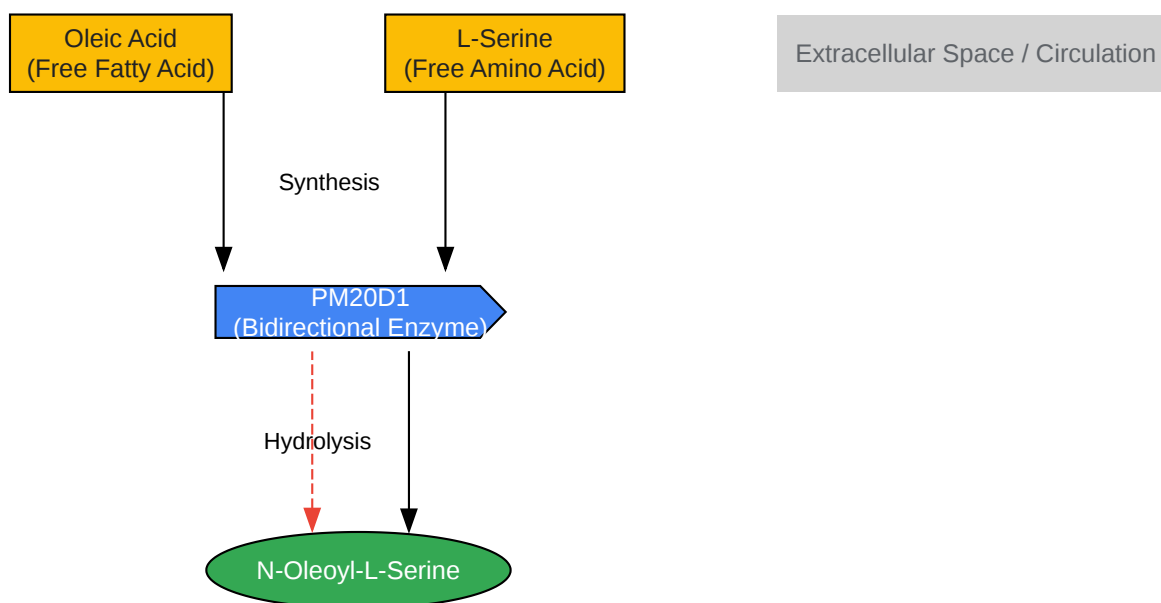 Oleic Acid
(Free Fatty Acid)
L-Serine
(Free Amino Acid)
Extracellular Space / Circulation
Synthesis
PM20D1
(Bidirectional Enzyme)
Hydrolysis
N-Oleoyl-L-Serine